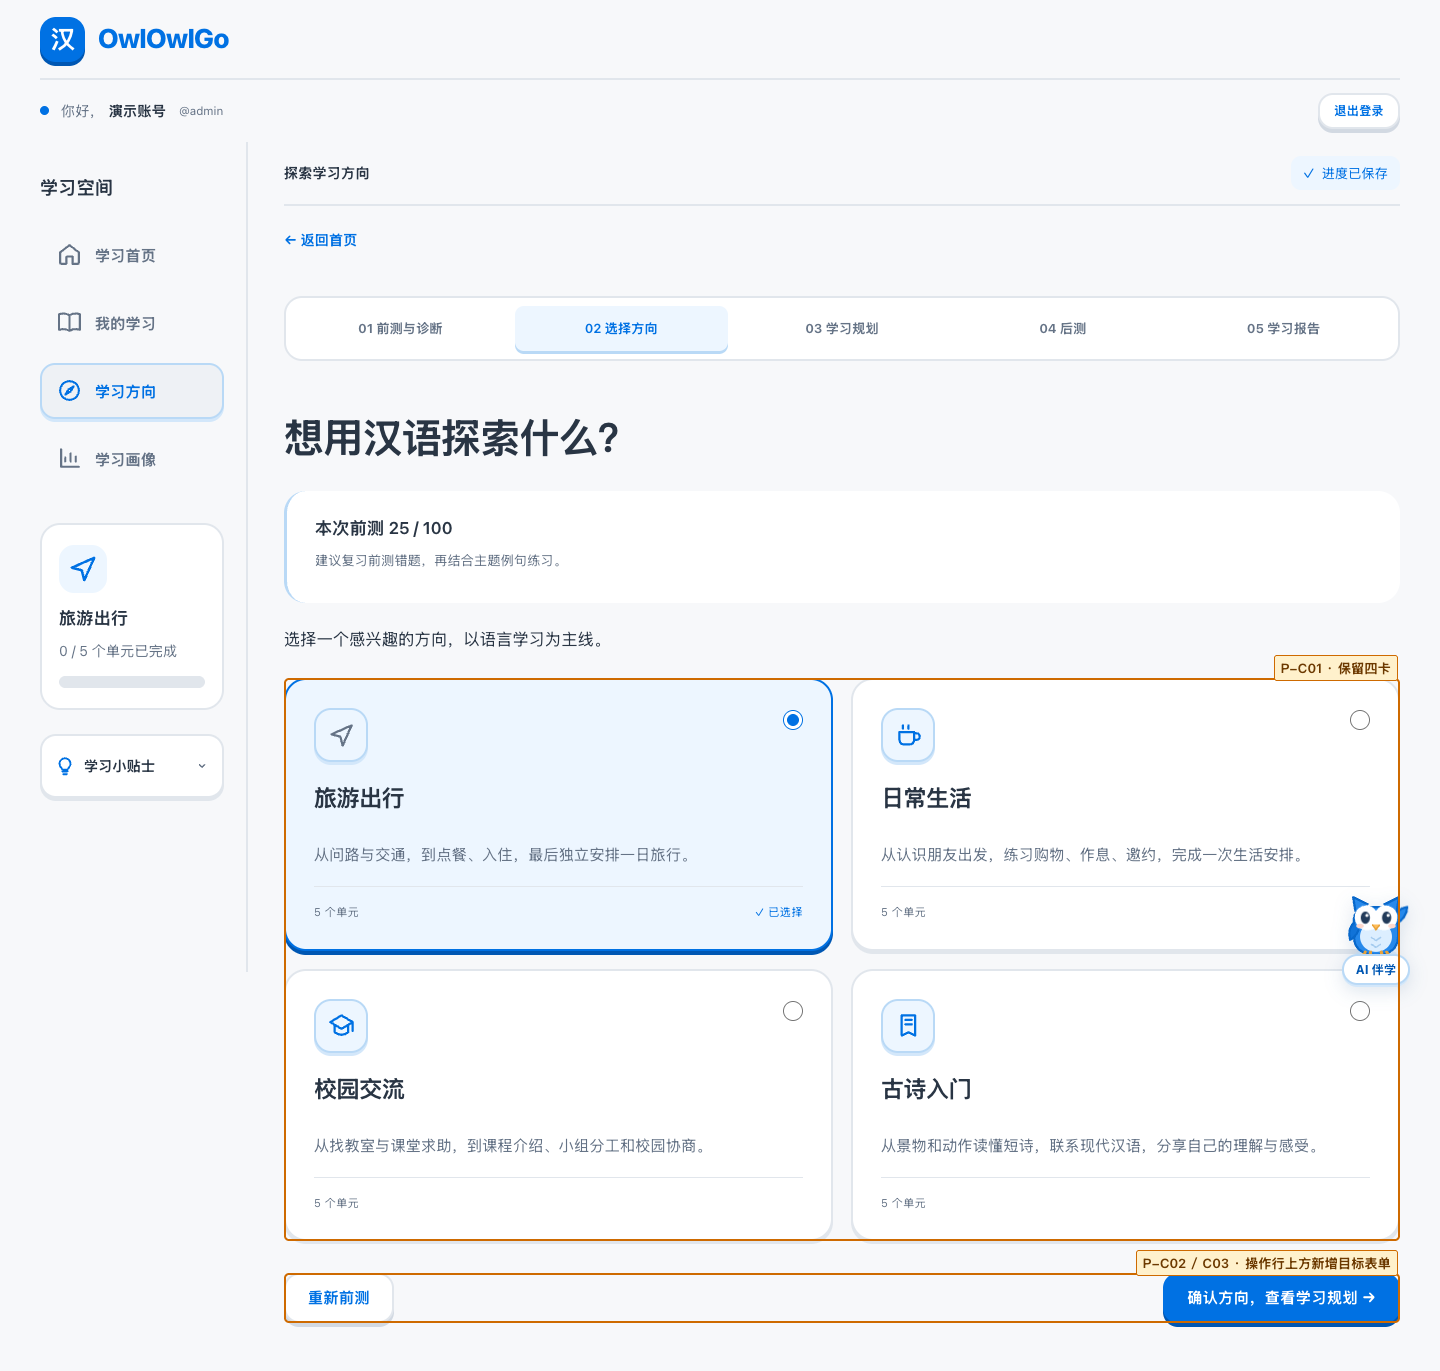 汉 OwlOwlGo
你好， 演示账号 @admin
退出登录
学习空间
学习首页
我的学习
学习方向
学习画像
旅游出行
0 / 5 个单元已完成
学习小贴士
探索学习方向
✓ 进度已保存
← 返回首页
01 前测与诊断
02 选择方向
03 学习规划
04 后测
05 学习报告
想用汉语探索什么?
本次前测 25 / 100
建议复习前测错题，再结合主题例句练习。
选择一个感兴趣的方向，以语言学习为主线。
P-C01 · 保留四卡
旅游出行
从问路与交通，到点餐、入住，最后独立安排一日旅行。
5 个单元
✓ 已选择
日常生活
从认识朋友出发，练习购物、作息、邀约，完成一次生活安排。
5 个单元
AI 伴学
校园交流
从找教室与课堂求助，到课程介绍、小组分工和校园协商。
5 个单元
古诗入门
从景物和动作读懂短诗，联系现代汉语，分享自己的理解与感受。
5 个单元
P-C02 / C03 · 操作行上方新增目标表单
重新前测
确认方向，查看学习规划 →